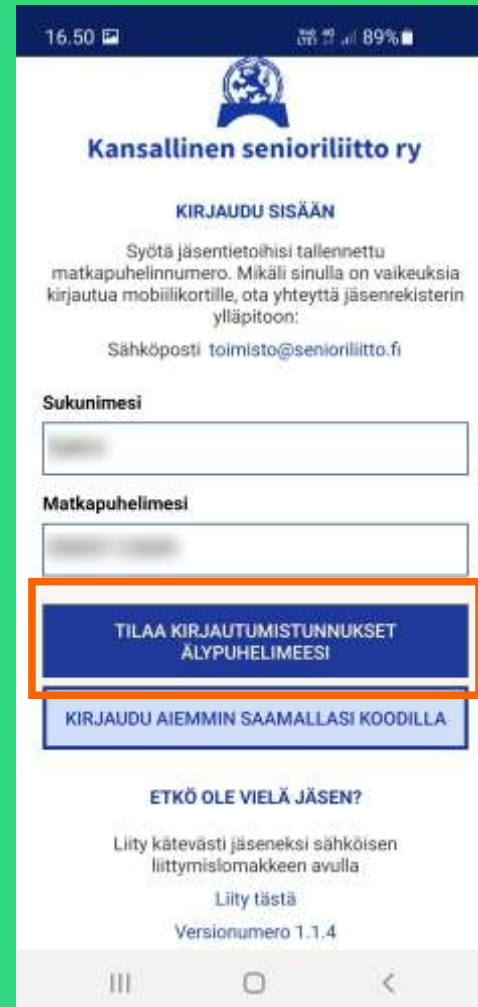 16.50 89%
Kansallinen senioriliitto ry
KIRJAUDU SISÄÄN
Syötä jäsentietoihisi tallennettu
matkapuhelinnumero. Mikäli sinulla on vaikeuksia
kirjautua mobiilikortille, ota yhteyttä jäsenrekisterin
ylläpitoon:
Sähköposti toimisto@senioriliitto.fi
Sukunimesi
Matkapuhelimesi
TILAA KIRJAUTUMISTUNNUKSET
ÄLYPUHELIMEESI
KIRJAUDU AIEMMIN SAAMALLASI KOODILLA
ETKÖ OLE VIELÄ JÄSEN?
Liity kätevästi jäseneksi sähköisen
liittymislomakkeen avulla
Liity tästä
Versionumero 1.1.4